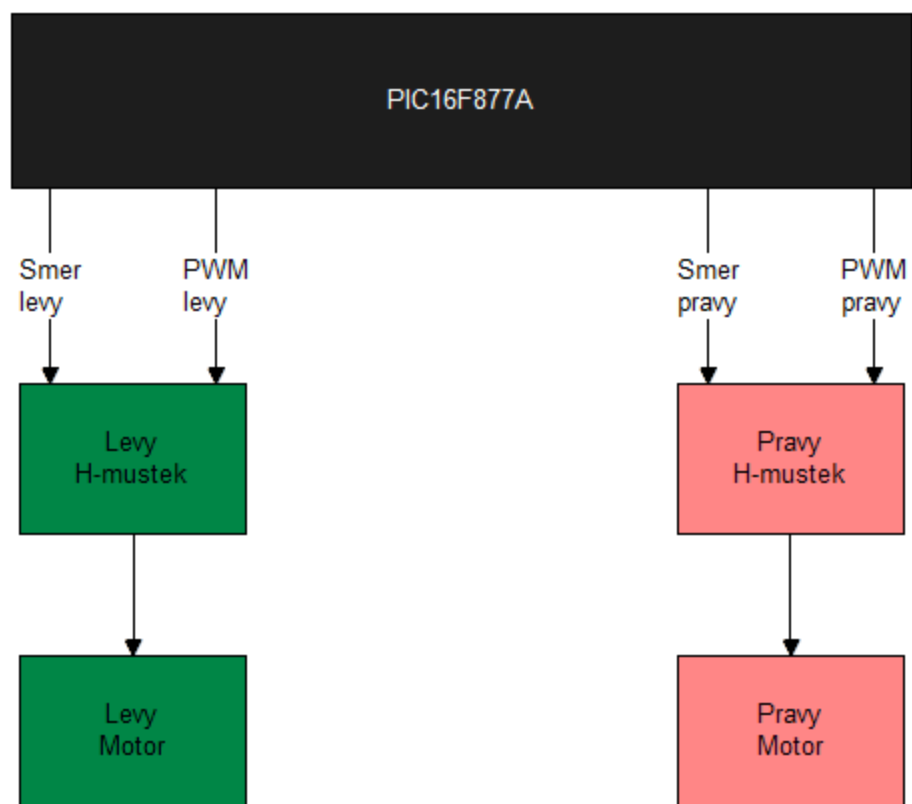 PIC16F877A
Smer
levy
PWM
levy
Smer
pravy
PWM
pravy
Levy
H-mustek
Pravy
H-mustek
Levy
Motor
Pravy
Motor